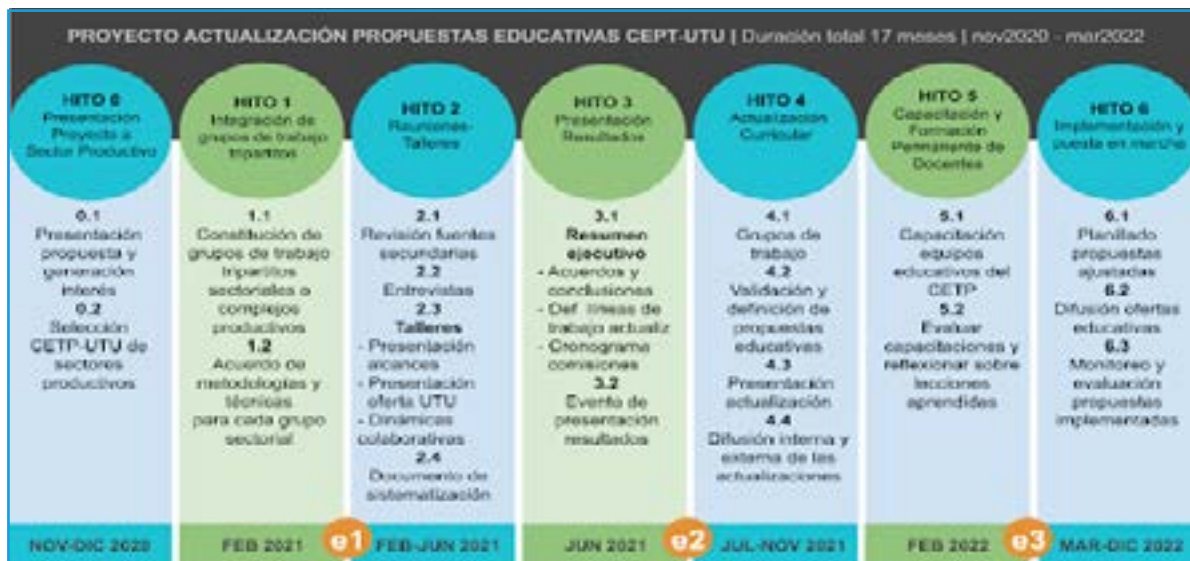 PROYECTO ACTUALIZACIÓN PROPUESTAS EDUCATIVAS CEPT-UTU | Duración total 17 meses | nov2020 - mar2022
HITO 0
Presentación
Proyecto a
Sector Productivo
0.1
Presentación
propuesta y
generación
interés
0.2
Selección
CETP-UTU de
sectores
productivos
NOV-DIC 2020
HITO 1
Integración de
grupos de trabajo
tripartitos
1.1
Constitución de
grupos de trabajo
tripartitos
sectoriales o
complejos
productivos
1.2
Acuerdo de
metodologías y
técnicas
para cada grupo
sectorial
FEB 2021
e1
HITO 2
Reuniones-
Talleres
2.1
Revisión fuentes
secundarias
2.2
Entrevistas
2.3
Talleres
- Presentación
alcances
- Presentación
oferta UTU
- Dinámicas
colaborativas
2.4
Documento de
sistematización
FEB-JUN 2021
HITO 3
Presentación
Resultados
3.1
Resumen
ejecutivo
- Acuerdos y
conclusiones
- Def. líneas de
trabajo actualiz
- Cronograma
comisiones
3.2
Evento de
presentación
resultados
JUN 2021
e2
HITO 4
Actualización
Curricular
4.1
Grupos de
trabajo
4.2
Validación y
definición de
propuestas
educativas
4.3
Presentación
actualización
4.4
Difusión interna y
externa de las
actualizaciones
JUL-NOV 2021
HITO 5
Capacitación y
Formación
Permanente de
Docentes
5.1
Capacitación
equipos
educativos del
CETP
5.2
Evaluar
capacitaciones y
reflexionar sobre
lecciones
aprendidas
FEB 2022
e3
HITO 6
Implementación y
puesta en marcha
6.1
Planillado
propuestas
ajustadas
6.2
Difusión ofertas
educativas
6.3
Monitoreo y
evaluación
propuestas
implementadas
MAR-DIC 2022